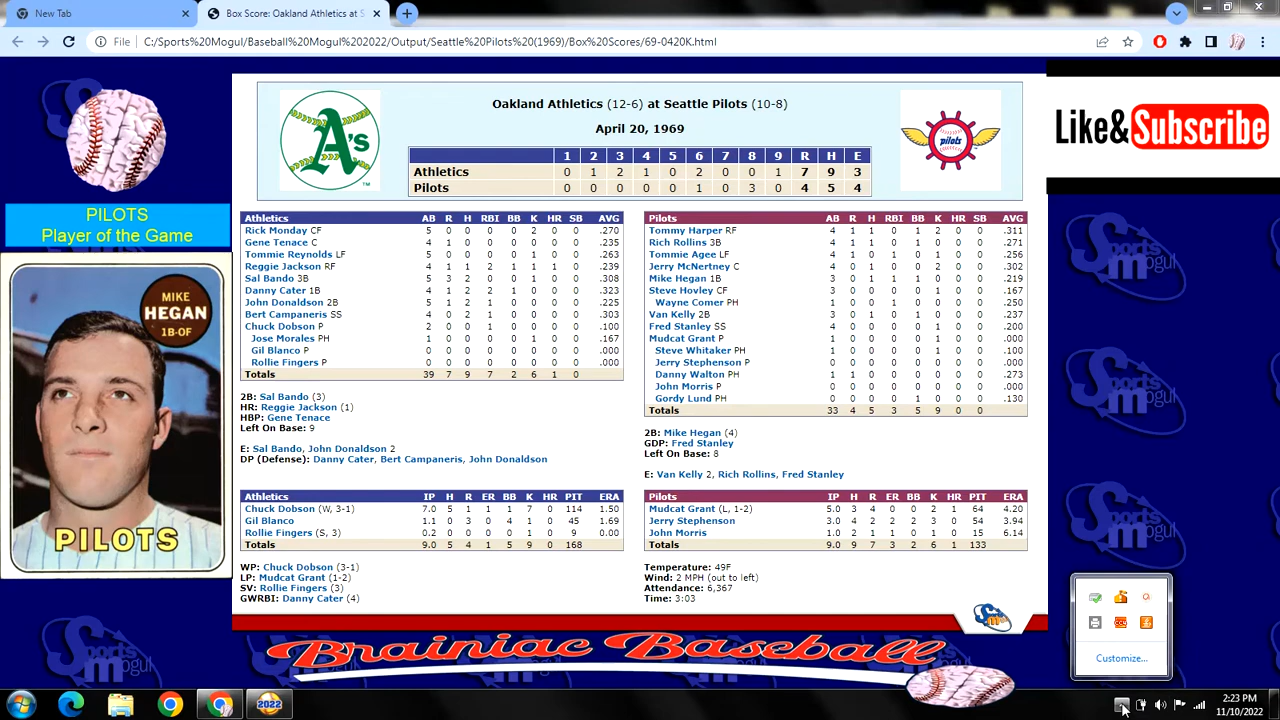 New Tab
Box Score: Oakland Athletics at S
File
C:/Sports%20Mogul/Baseball%20Mogul%202022/Output/Seattle%20Pilots%20(1969)/Box%20Scores/69-0420K.html
Oakland Athletics (12-6) at Seattle Pilots (10-8)
April 20, 1969
1 2 3 4 5 6 7 8 9 R H E
Athletics 0 1 2 1 0 2 0 0 1 7 9 3
Pilots 0 0 0 0 0 1 0 3 0 4 5 4
A's
pilots
Like& Subscribe
PILOTS
Player of the Game
MIKE
HEGAN
1B-OF
PILOTS
Athletics AB R H RBI BB K HR SB AVG
Rick Monday CF 5 0 0 0 0 2 0 0 .270
Gene Tenace C 4 1 0 0 0 0 0 0 .235
Tommie Reynolds LF 5 0 0 0 0 1 0 0 .263
Reggie Jackson RF 4 1 1 2 1 1 1 0 .239
Sal Bando 3B 5 1 2 2 0 1 0 0 .308
Danny Cater 1B 4 1 2 2 1 0 0 0 .323
John Donaldson 2B 5 1 2 1 0 0 0 0 .225
Bert Campaneris SS 4 0 2 1 0 0 0 0 .303
Chuck Dobson P 2 0 0 0 0 0 0 0 .100
Jose Morales PH 1 0 0 0 0 1 0 0 .167
Gil Blanco P 0 0 0 0 0 0 0 0 .000
Rollie Fingers P 0 0 0 0 0 0 0 0 .000
Totals 39 7 9 7 2 6 1 0
2B: Sal Bando (3)
HR: Reggie Jackson (1)
HBP: Gene Tenace
Left On Base: 9
E: Sal Bando, John Donaldson 2
DP (Defense): Danny Cater, Bert Campaneris, John Donaldson
Pilots AB R H RBI BB K HR SB AVG
Tommy Harper RF 4 1 1 0 1 2 0 0 .311
Rich Rollins 3B 4 1 1 0 1 0 0 0 .271
Tommie Agee LF 4 1 0 0 1 1 0 0 .256
Jerry McNertney C 4 0 1 0 0 2 0 0 .302
Mike Hegan 1B 3 0 1 1 1 0 0 0 .219
Steve Hovley CF 3 0 0 1 0 1 0 0 .167
Wayne Comer PH 1 0 0 1 0 0 0 0 .250
Van Kelly 2B 3 0 1 0 0 1 0 0 .237
Fred Stanley SS 4 0 0 0 0 0 0 0 .200
Mudcat Grant P 1 0 0 0 0 1 0 0 .000
Steve Whitaker PH 1 0 0 0 0 1 0 0 .100
Jerry Stephenson P 0 0 0 0 0 0 0 0 .000
Danny Walton PH 1 1 0 0 0 0 0 0 .273
John Morris P 0 0 0 0 0 0 0 0 .000
Gordy Lund PH 0 0 0 0 1 0 0 0 .130
Totals 33 4 5 3 5 9 0 0
2B: Mike Hegan (4)
GDP: Fred Stanley
Left On Base: 8
E: Van Kelly 2, Rich Rollins, Fred Stanley
Athletics IP H R ER BB K HR PIT ERA
Chuck Dobson (W, 3-1) 7.0 5 1 1 1 7 0 114 1.50
Gil Blanco 1.1 0 3 0 4 1 0 45 1.69
Rollie Fingers (S, 3) 0.2 0 0 0 0 1 0 9 0.00
Totals 9.0 5 4 1 5 9 0 168
WP: Chuck Dobson (3-1)
LP: Mudcat Grant (1-2)
SV: Rollie Fingers (3)
GWRBI: Danny Cater (4)
Pilots IP H R ER BB K HR PIT ERA
Mudcat Grant (L, 1-2) 5.0 3 4 0 0 2 1 64 4.20
Jerry Stephenson 3.0 4 2 2 2 3 0 54 3.94
John Morris 1.0 2 1 1 0 1 0 15 6.14
Totals 9.0 9 7 3 2 6 1 133
Temperature: 49F
Wind: 2 MPH (out to left)
Attendance: 6,367
Time: 3:03
Brainiac Baseball
Sports Mogul
Customize...
2022
2:23 PM
11/10/2022